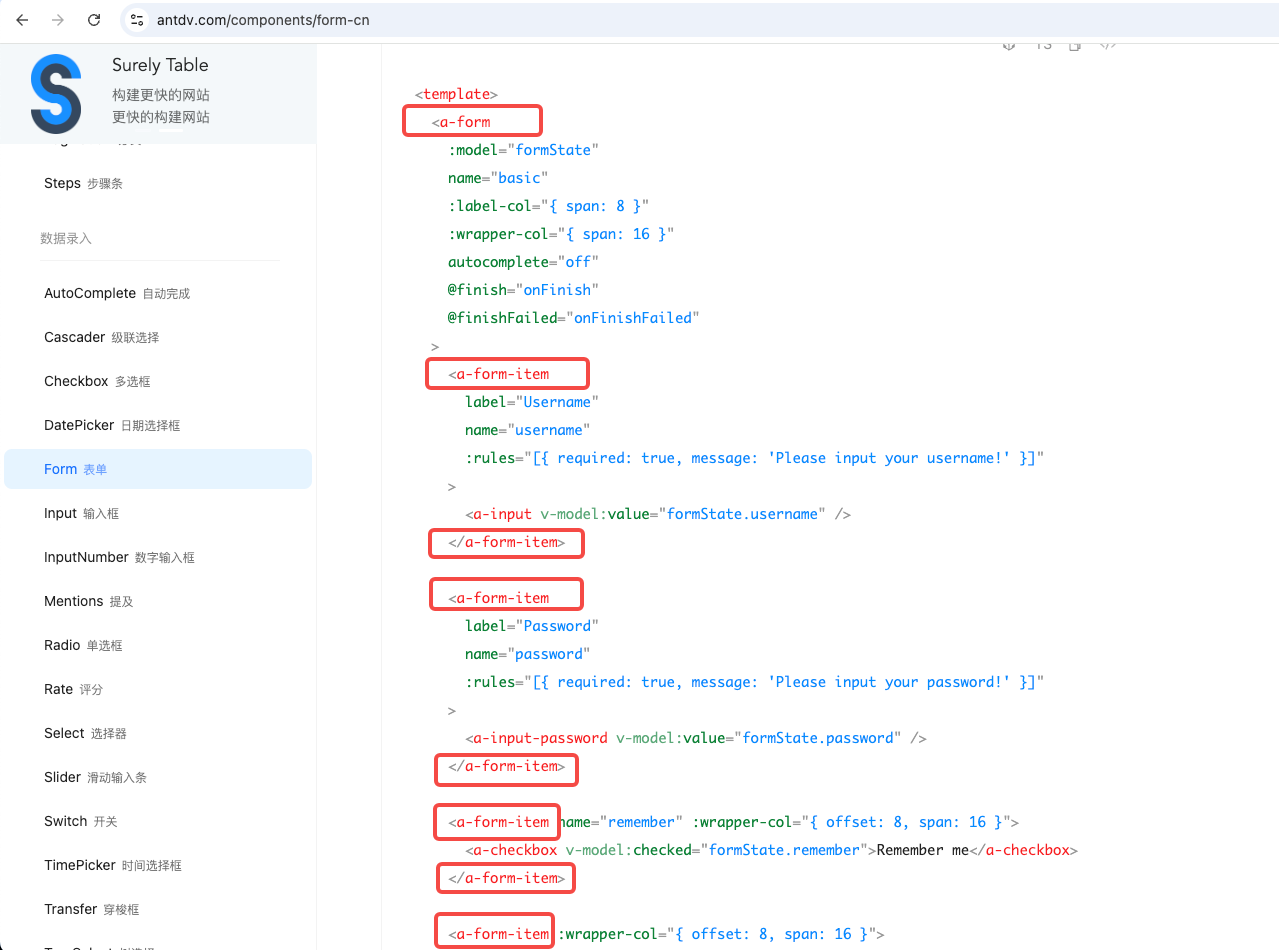 antdv.com/components/form-cn
Surely Table
构建更快的网站
更快的构建网站
Steps 步骤条
数据录入
AutoComplete 自动完成
Cascader 级联选择
Checkbox 多选框
DatePicker 日期选择框
Form 表单
Input 输入框
InputNumber 数字输入框
Mentions 提及
Radio 单选框
Rate 评分
Select 选择器
Slider 滑动输入条
Switch 开关
TimePicker 时间选择框
Transfer 穿梭框
TS
<template>
<a-form
:model="formState"
name="basic"
:label-col="{ span: 8 }"
:wrapper-col="{ span: 16 }"
autocomplete="off"
@finish="onFinish"
@finishFailed="onFinishFailed"
>
<a-form-item
label="Username"
name="username"
:rules="[{ required: true, message: 'Please input your username!' }]"
>
<a-input v-model:value="formState.username" />
</a-form-item>
<a-form-item
label="Password"
name="password"
:rules="[{ required: true, message: 'Please input your password!' }]"
>
<a-input-password v-model:value="formState.password" />
</a-form-item>
<a-form-item name="remember" :wrapper-col="{ offset: 8, span: 16 }">
<a-checkbox v-model:checked="formState.remember">Remember me</a-checkbox>
</a-form-item>
<a-form-item :wrapper-col="{ offset: 8, span: 16 }">